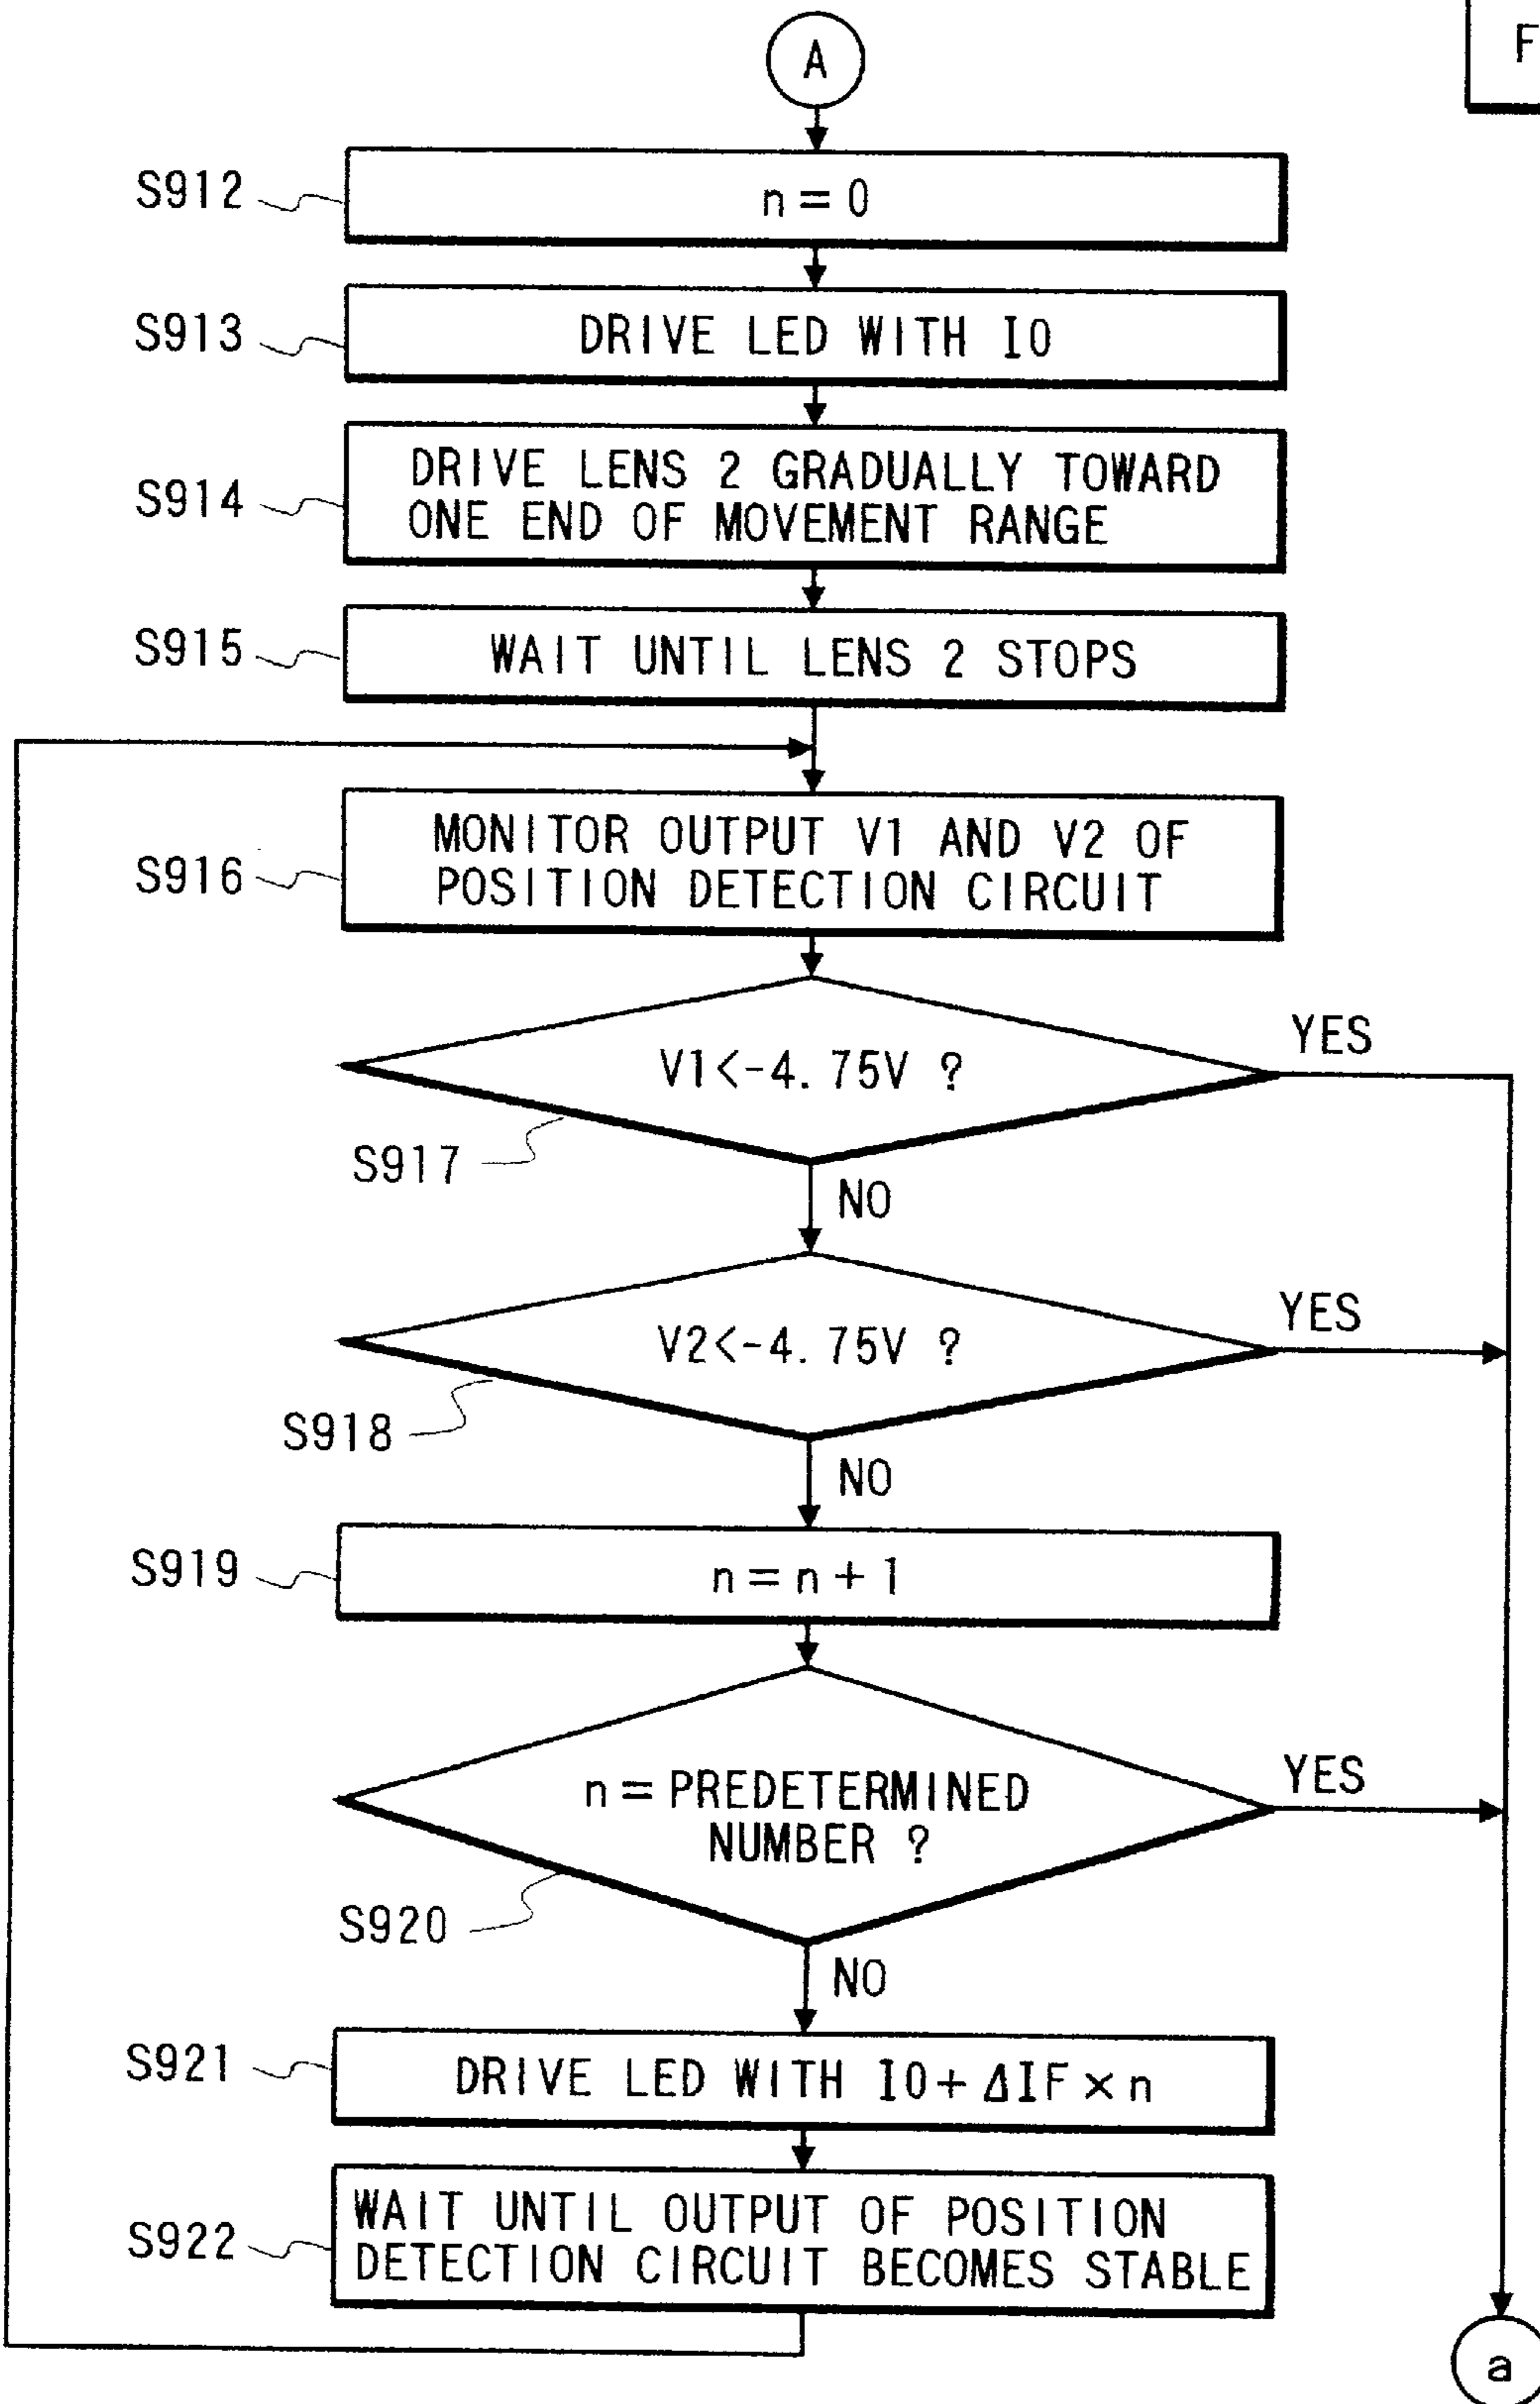 A
F
S912
n = 0
S913
DRIVE LED WITH I0
S914
DRIVE LENS 2 GRADUALLY TOWARD
ONE END OF MOVEMENT RANGE
S915
WAIT UNTIL LENS 2 STOPS
S916
MONITOR OUTPUT V1 AND V2 OF
POSITION DETECTION CIRCUIT
V1<-4.75V ?
YES
S917
NO
V2<-4.75V ?
YES
S918
NO
S919
n = n + 1
n = PREDETERMINED
NUMBER ?
YES
S920
NO
S921
DRIVE LED WITH I0+ ΔIF × n
S922
WAIT UNTIL OUTPUT OF POSITION
DETECTION CIRCUIT BECOMES STABLE
a